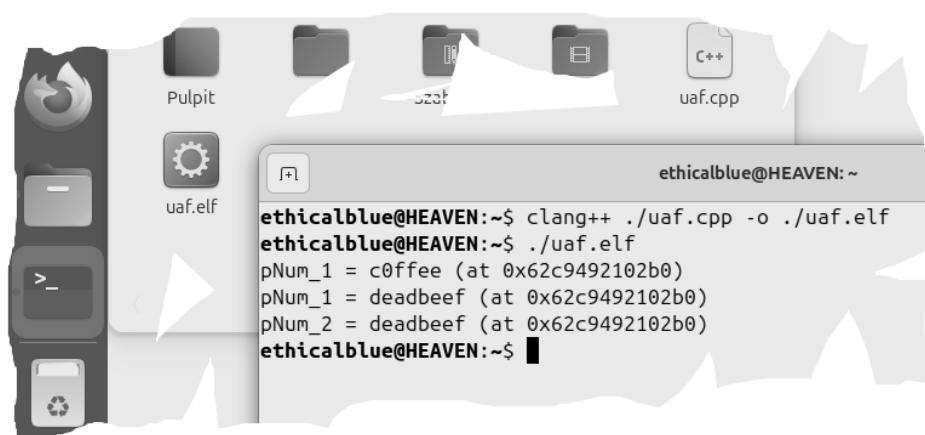 Pulpit
uaf.cpp
C++
uaf.elf
ethicalblue@HEAVEN: ~
ethicalblue@HEAVEN:~$ clang++ ./uaf.cpp -o ./uaf.elf
ethicalblue@HEAVEN:~$ ./uaf.elf
pNum_1 = c0ffee (at 0x62c9492102b0)
pNum_1 = deadbeef (at 0x62c9492102b0)
pNum_2 = deadbeef (at 0x62c9492102b0)
ethicalblue@HEAVEN:~$
>_